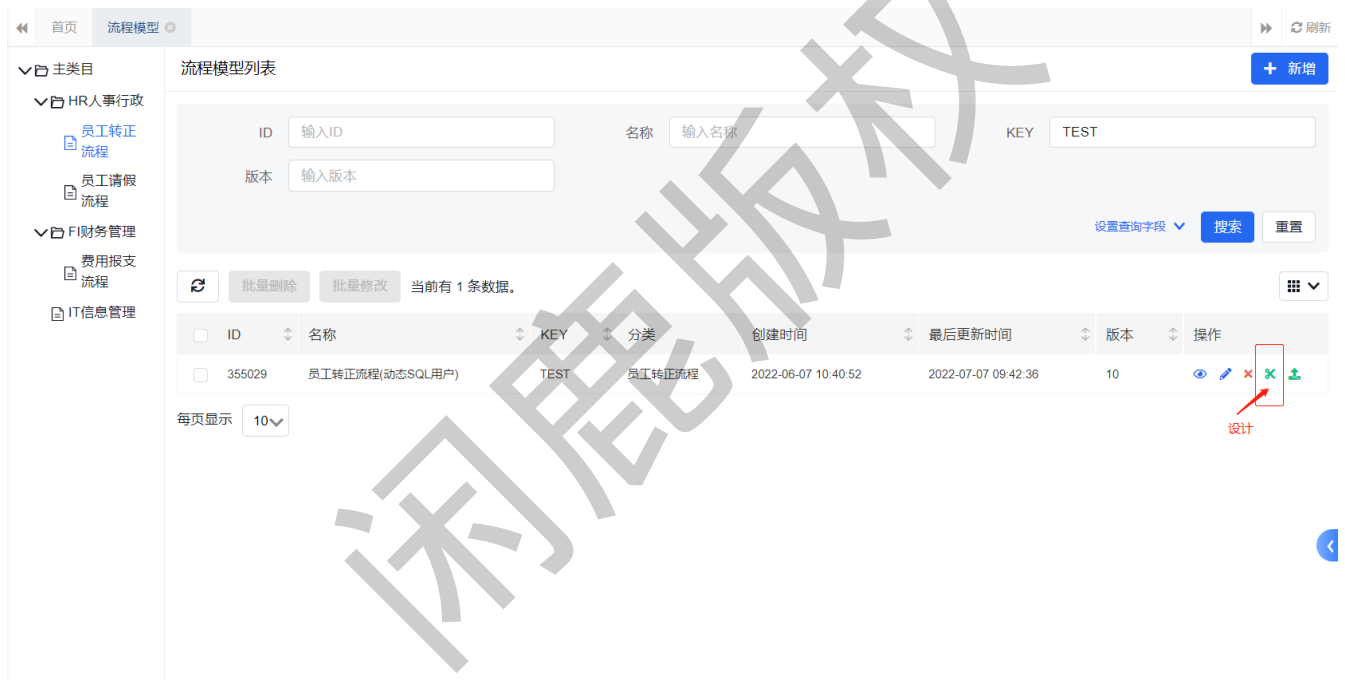 首页 流程模型 刷新
主类目
HR人事行政
员工转正
流程
员工请假
流程
FI财务管理
费用报支
流程
IT信息管理
流程模型列表 新增
ID 输入ID 名称 输入名称 KEY TEST
版本 输入版本
设置查询字段 搜索 重置
批量删除 批量修改 当前有 1 条数据。
ID 名称 KEY 分类 创建时间 最后更新时间 版本 操作
355029 员工转正流程(动态SQL用户) TEST 员工转正流程 2022-06-07 10:40:52 2022-07-07 09:42:36 10
每页显示 10
设计
闲鹿版权